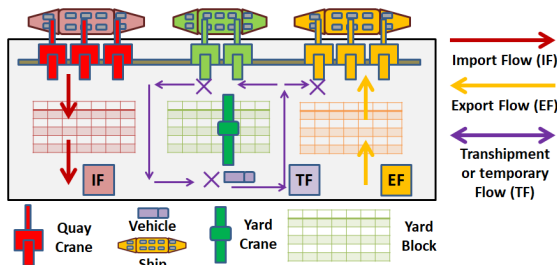 Import Flow (IF)
Export Flow (EF)
Transhipment
or temporary
Flow (TF)
IF
TF
EF
Quay
Crane
Vehicle
Ship
Yard
Crane
Yard
Block